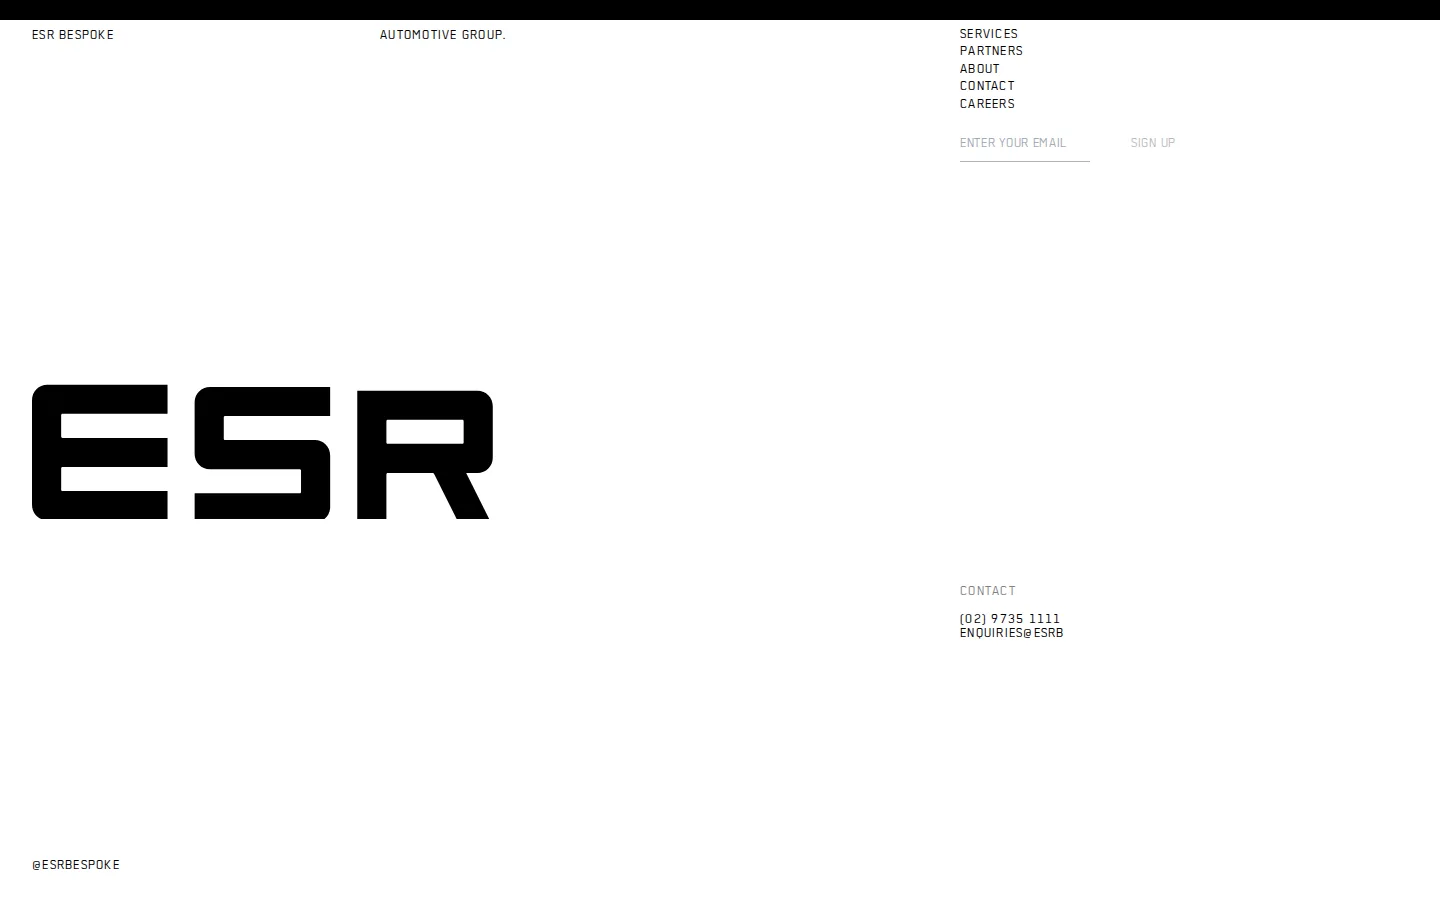 ESR BESPOKE
AUTOMOTIVE GROUP.
SERVICES
PARTNERS
ABOUT
CONTACT
CAREERS
ENTER YOUR EMAIL
SIGN UP
ESR
CONTACT
(02) 9735 1111
ENQUIRIES@ESRB
@ESRBESPOKE